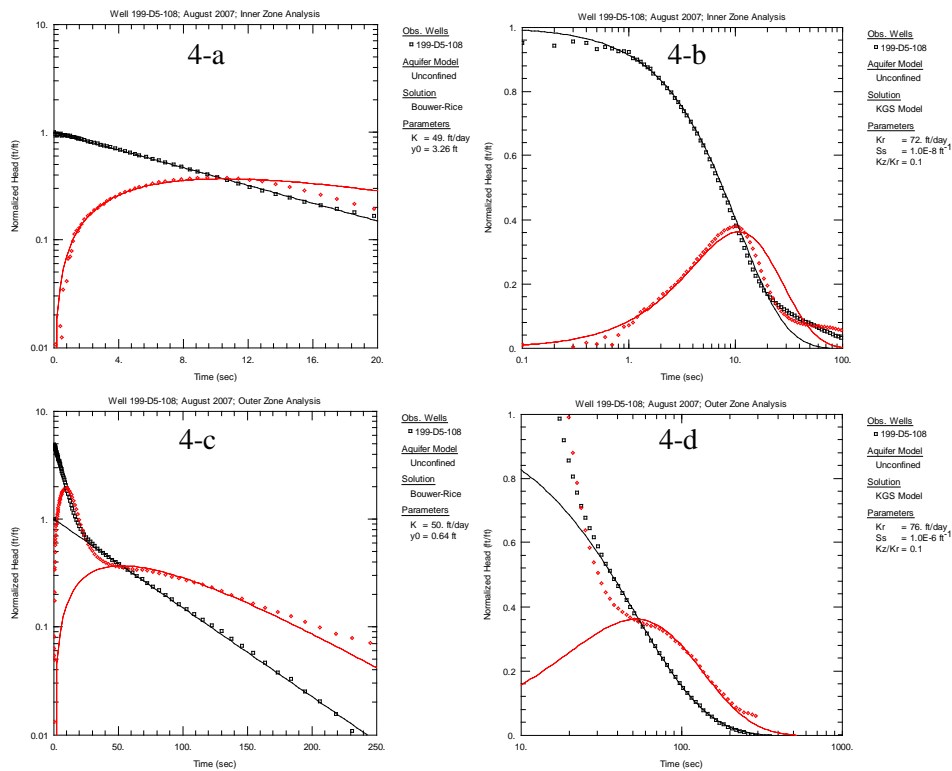 Well 199-D5-108; August 2007; Inner Zone Analysis
4-a
10.
1.
0.1
0.01
0.
4.
8.
12.
16.
20.
Time (sec)
Normalized Head (ft/ft)
Obs. Wells
199-D5-108
Aquifer Model
Unconfined
Solution
Bouwer-Rice
Parameters
K = 49. ft/day
y0 = 3.26 ft
Well 199-D5-108; August 2007; Inner Zone Analysis
4-b
1.
0.8
0.6
0.4
0.2
0.
0.1
1.
10.
100.
Time (sec)
Normalized Head (ft/ft)
Obs. Wells
199-D5-108
Aquifer Model
Unconfined
Solution
KGS Model
Parameters
Kr = 72. ft/day
Ss = 1.0E-8 ft-1
Kz/Kr = 0.1
Well 199-D5-108; August 2007; Outer Zone Analysis
4-c
10.
1.
0.1
0.01
0.
50.
100.
150.
200.
250.
Time (sec)
Normalized Head (ft/ft)
Obs. Wells
199-D5-108
Aquifer Model
Unconfined
Solution
Bouwer-Rice
Parameters
K = 50. ft/day
y0 = 0.64 ft
Well 199-D5-108; August 2007; Outer Zone Analysis
4-d
1.
0.8
0.6
0.4
0.2
0.
10.
100.
1000.
Time (sec)
Normalized Head (ft/ft)
Obs. Wells
199-D5-108
Aquifer Model
Unconfined
Solution
KGS Model
Parameters
Kr = 76. ft/day
Ss = 1.0E-6 ft-1
Kz/Kr = 0.1